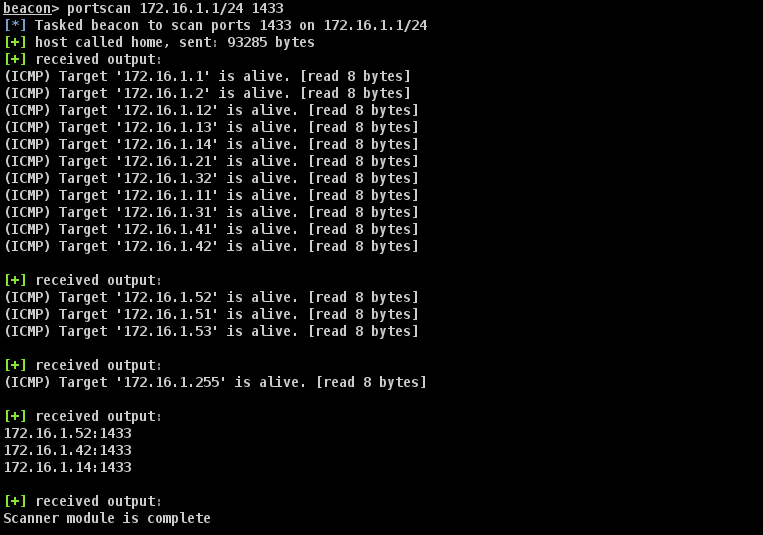 beacon> portscan 172.16.1.1/24 1433
[*] Tasked beacon to scan ports 1433 on 172.16.1.1/24
[+] host called home, sent: 93285 bytes
[+] received output:
(ICMP) Target '172.16.1.1' is alive. [read 8 bytes]
(ICMP) Target '172.16.1.2' is alive. [read 8 bytes]
(ICMP) Target '172.16.1.12' is alive. [read 8 bytes]
(ICMP) Target '172.16.1.13' is alive. [read 8 bytes]
(ICMP) Target '172.16.1.14' is alive. [read 8 bytes]
(ICMP) Target '172.16.1.21' is alive. [read 8 bytes]
(ICMP) Target '172.16.1.32' is alive. [read 8 bytes]
(ICMP) Target '172.16.1.11' is alive. [read 8 bytes]
(ICMP) Target '172.16.1.31' is alive. [read 8 bytes]
(ICMP) Target '172.16.1.41' is alive. [read 8 bytes]
(ICMP) Target '172.16.1.42' is alive. [read 8 bytes]
[+] received output:
(ICMP) Target '172.16.1.52' is alive. [read 8 bytes]
(ICMP) Target '172.16.1.51' is alive. [read 8 bytes]
(ICMP) Target '172.16.1.53' is alive. [read 8 bytes]
[+] received output:
(ICMP) Target '172.16.1.255' is alive. [read 8 bytes]
[+] received output:
172.16.1.52:1433
172.16.1.42:1433
172.16.1.14:1433
[+] received output:
Scanner module is complete